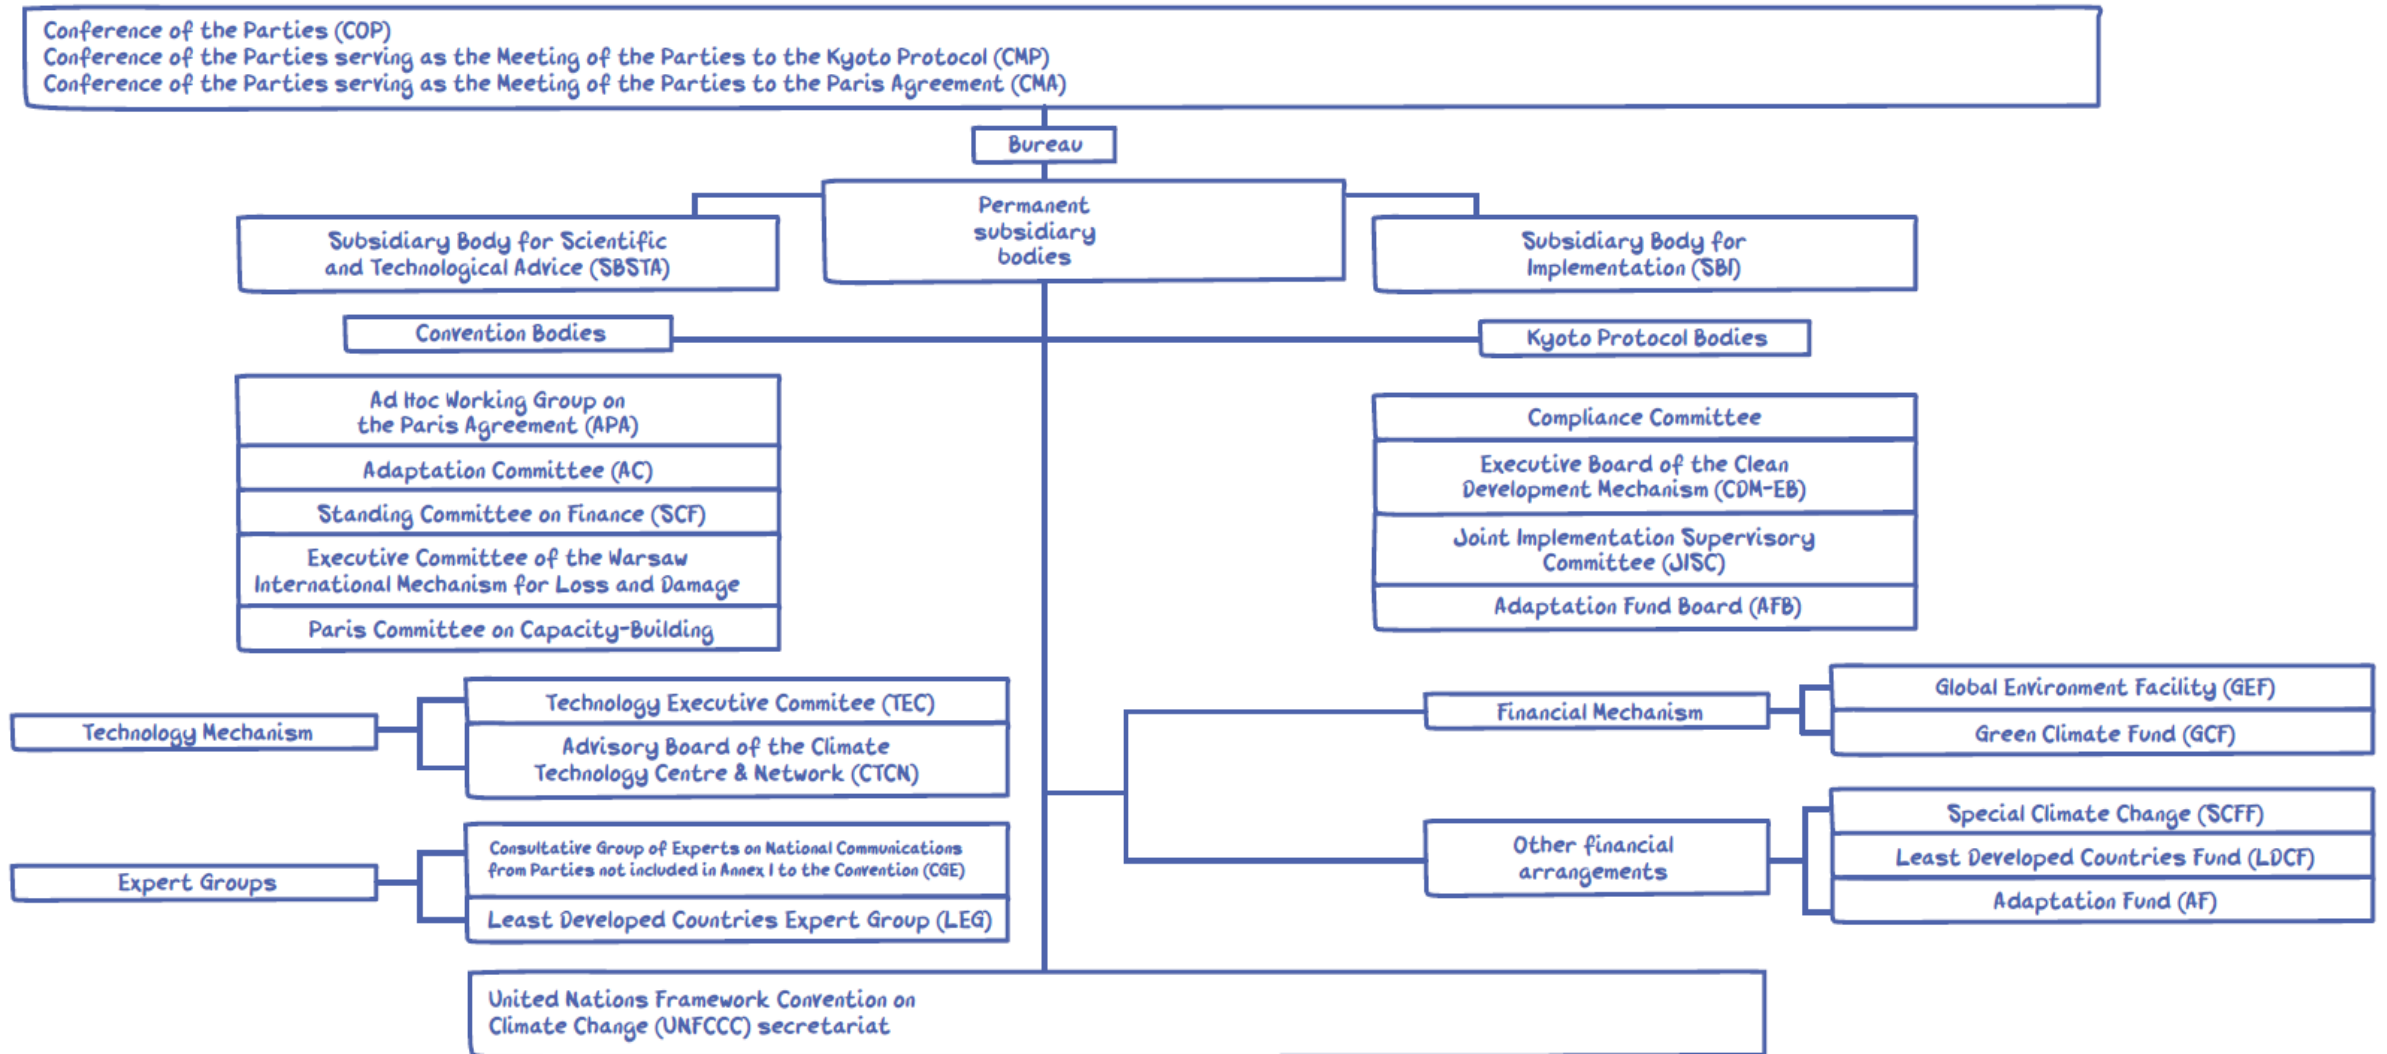 Conference of the Parties (COP)
Conference of the Parties serving as the Meeting of the Parties to the Kyoto Protocol (CMP)
Conference of the Parties serving as the Meeting of the Parties to the Paris Agreement (CMA)
Bureau
Permanent
subsidiary
bodies
Subsidiary Body for Scientific
and Technological Advice (SBSTA)
Subsidiary Body for
Implementation (SBI)
Convention Bodies
Kyoto Protocol Bodies
Ad Hoc Working Group on
the Paris Agreement (APA)
Adaptation Committee (AC)
Standing Committee on Finance (SCF)
Executive Committee of the Warsaw
International Mechanism for Loss and Damage
Paris Committee on Capacity-Building
Compliance Committee
Executive Board of the Clean
Development Mechanism (CDM-EB)
Joint Implementation Supervisory
Committee (JISC)
Adaptation Fund Board (AFB)
Technology Mechanism
Technology Executive Commitee (TEC)
Advisory Board of the Climate
Technology Centre & Network (CTCN)
Expert Groups
Consultative Group of Experts on National Communications
from Parties not included in Annex I to the Convention (CGE)
Least Developed Countries Expert Group (LEG)
Financial Mechanism
Global Environment Facility (GEF)
Green Climate Fund (GCF)
Other financial
arrangements
Special Climate Change (SCFF)
Least Developed Countries Fund (LDCF)
Adaptation Fund (AF)
United Nations Framework Convention on
Climate Change (UNFCCC) secretariat